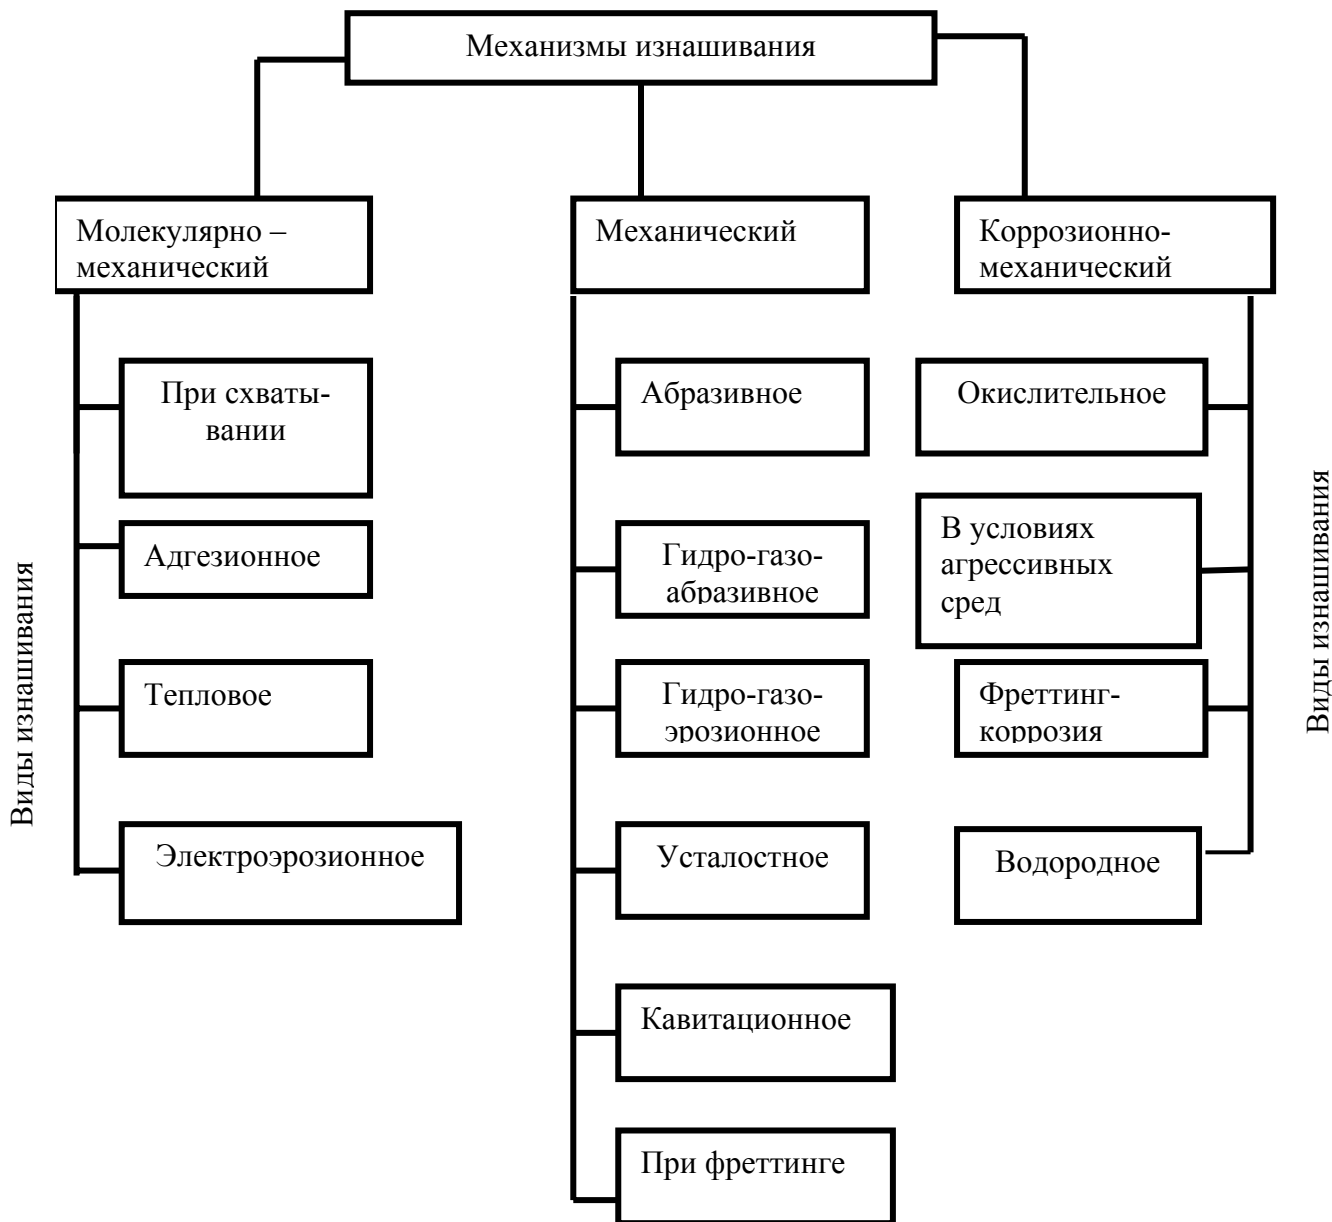 Механизмы изнашивания
Молекулярно –
механический
Механический
Коррозионно-
механический
При схваты-
вании
Адгезионное
Тепловое
Электроэрозионное
Виды изнашивания
Абразивное
Гидро-газо-
абразивное
Гидро-газо-
эрозионное
Усталостное
Кавитационное
При фреттинге
Окислительное
В условиях
агрессивных
сред
Фреттинг-
коррозия
Водородное
Виды изнашивания